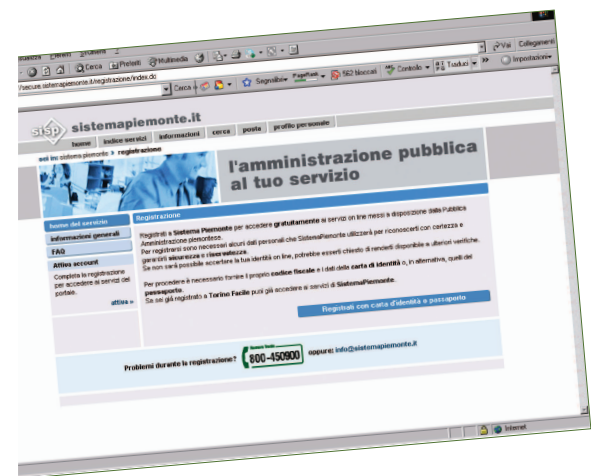 Preferiti Strumenti ?
Cerca Preferiti Multimedia
Vai Collegamenti
//secure.sistemapiemonte.it/registrazione/index.do
Cerca Segnalibri PageRank 562 bloccati Controllo Traduci Impostazioni
sisp sistemapiemonte.it
home indice servizi informazioni cerca posta profilo personale
sei in: sistema piemonte > registrazione
l'amministrazione pubblica
al tuo servizio
home del servizio
informazioni generali
FAQ
Attiva account
Completa la registrazione
per accedere ai servizi del
portale.
attiva »
Registrazione
Registrati a Sistema Piemonte per accedere gratuitamente ai servizi on line messi a disposizione dalla Pubblica
Amministrazione piemontese.
Per registrarsi sono necessari alcuni dati personali che SistemaPiemonte utilizzerà per riconoscerti con certezza e
garantirti sicurezza e riservatezza.
Se non sarà possibile accertare la tua identità on line, potrebbe esserti chiesto di renderti disponibile a ulteriori verifiche.
Per procedere è necessario fornire il proprio codice fiscale e i dati della carta di identità o, in alternativa, quelli del
passaporto.
Se sei già registrato a Torino Facile puoi già accedere ai servizi di SistemaPiemonte.
Registrati con carta d'identità o passaporto
Problemi durante la registrazione? 800-450900 oppure: info@sistemapiemonte.it
Internet